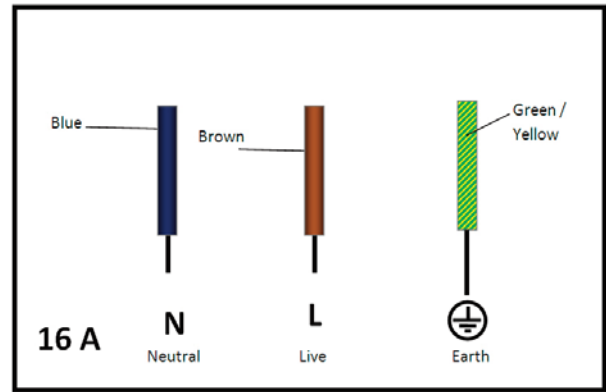 Blue
Brown
Green /
Yellow
16 A
N
L
Neutral
Live
Earth